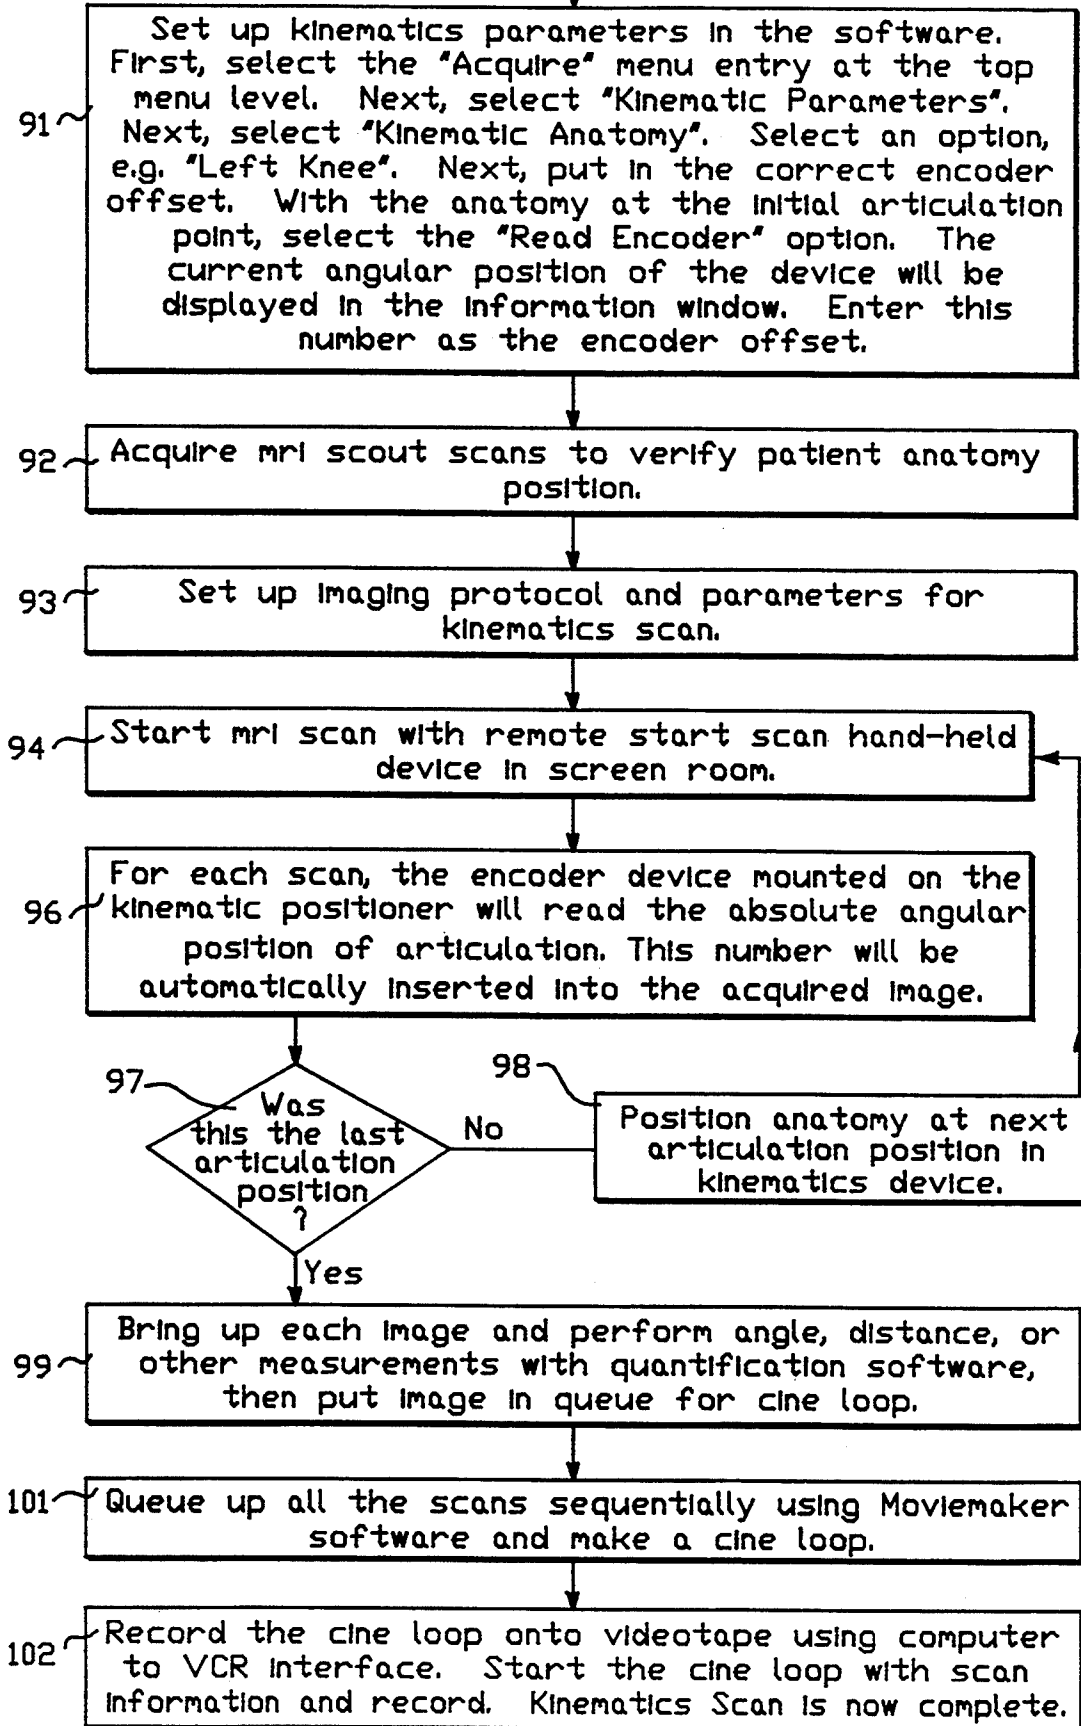 Set up kinematics parameters in the software.
First, select the "Acquire" menu entry at the top
menu level. Next, select "Kinematic Parameters".
91
Next, select "Kinematic Anatomy". Select an option,
e.g. "Left Knee". Next, put in the correct encoder
offset. With the anatomy at the initial articulation
point, select the "Read Encoder" option. The
current angular position of the device will be
displayed in the information window. Enter this
number as the encoder offset.
92
Acquire mri scout scans to verify patient anatomy
position.
93
Set up imaging protocol and parameters for
kinematics scan.
94
Start mri scan with remote start scan hand-held
device in screen room.
96
For each scan, the encoder device mounted on the
kinematic positioner will read the absolute angular
position of articulation. This number will be
automatically inserted into the acquired image.
97
Was
this the last
articulation
position
?
No
98
Position anatomy at next
articulation position in
kinematics device.
Yes
99
Bring up each image and perform angle, distance, or
other measurements with quantification software,
then put image in queue for cine loop.
101
Queue up all the scans sequentially using Moviemaker
software and make a cine loop.
102
Record the cine loop onto videotape using computer
to VCR interface. Start the cine loop with scan
information and record. Kinematics Scan is now complete.